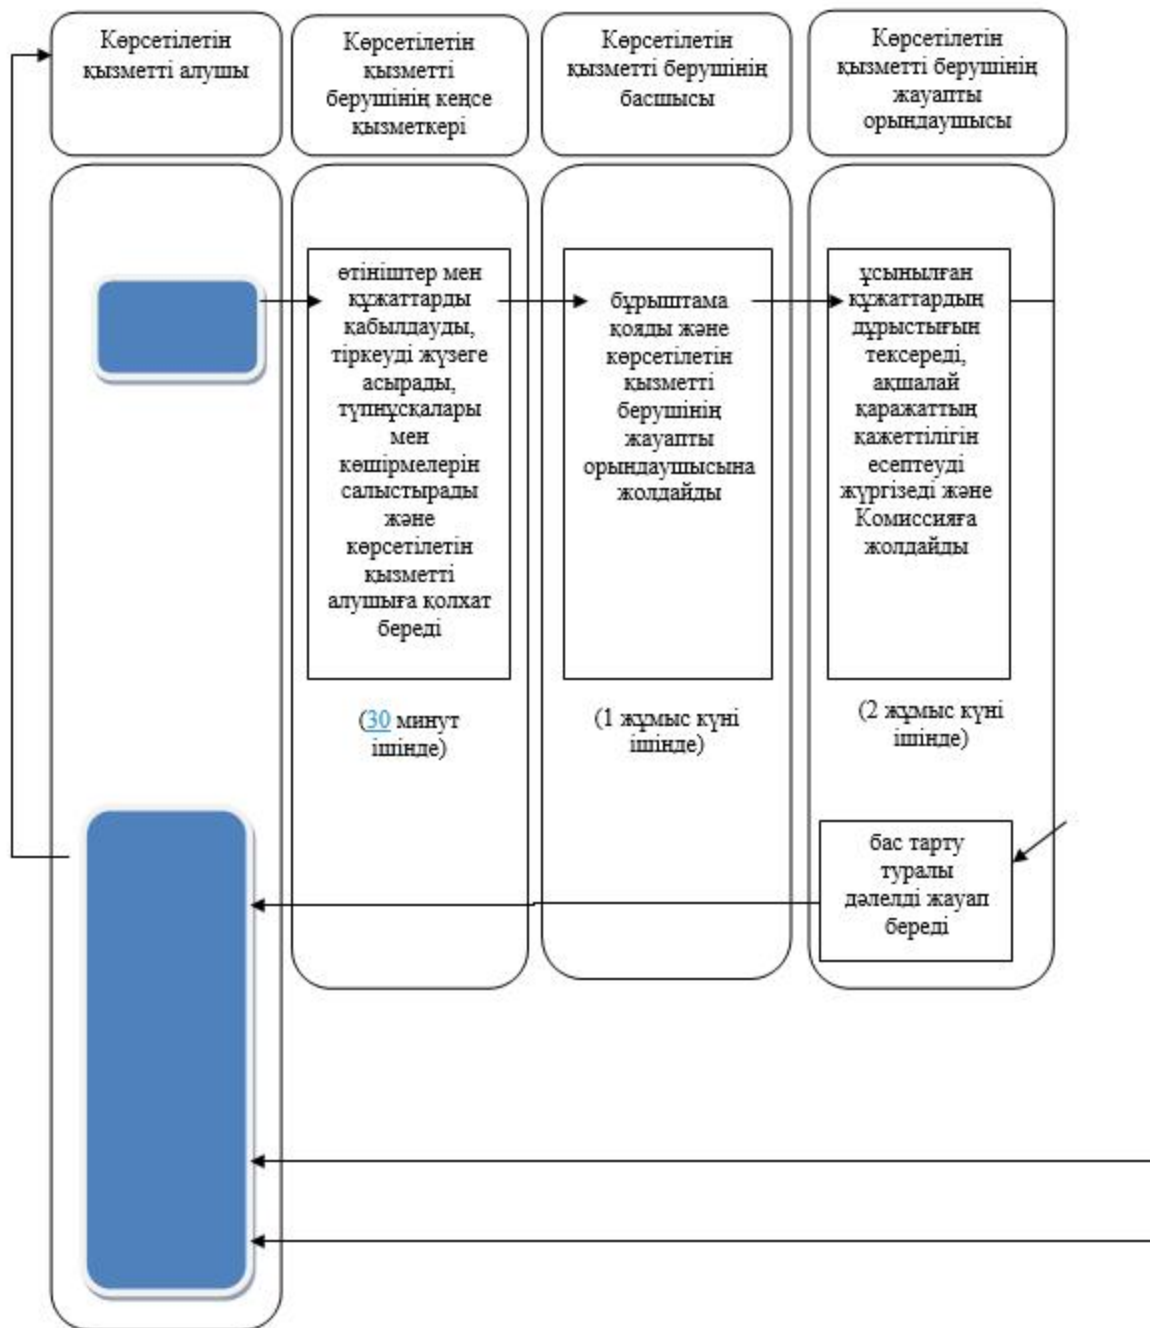 Көрсетілетін
қызметті алушы
Көрсетілетін
қызметті
берушінің кеңсе
қызметкері
Көрсетілетін
қызметті берушінің
басшысы
Көрсетілетін
қызметті берушінің
жауапты
орындаушысы
өтініштер мен
құжаттарды
қабылдауды,
тіркеуді жүзеге
асырады,
түпнұсқалары
мен
көшірмелерін
салыстырады
және
көрсетілетін
қызметті
алушыға қолхат
береді
(30 минут
ішінде)
бұрыштама
қояды және
көрсетілетін
қызметті
берушінің
жауапты
орындаушысына
жолдайды
(1 жұмыс күні
ішінде)
ұсынылған
құжаттардың
дұрыстығын
тексереді,
ақшалай
қаражаттың
қажеттілігін
есептеуді
жүргізеді және
Комиссияға
жолдайды
(2 жұмыс күні
ішінде)
бас тарту
туралы
дәлелді жауап
береді